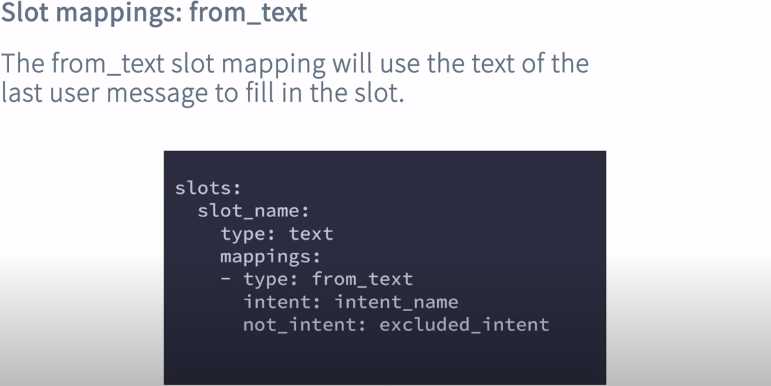 Slot mappings: from_text
The from_text slot mapping will use the text of the
last user message to fill in the slot.
slots:
  slot_name:
    type: text
    mappings:
    - type: from_text
      intent: intent_name
      not_intent: excluded_intent